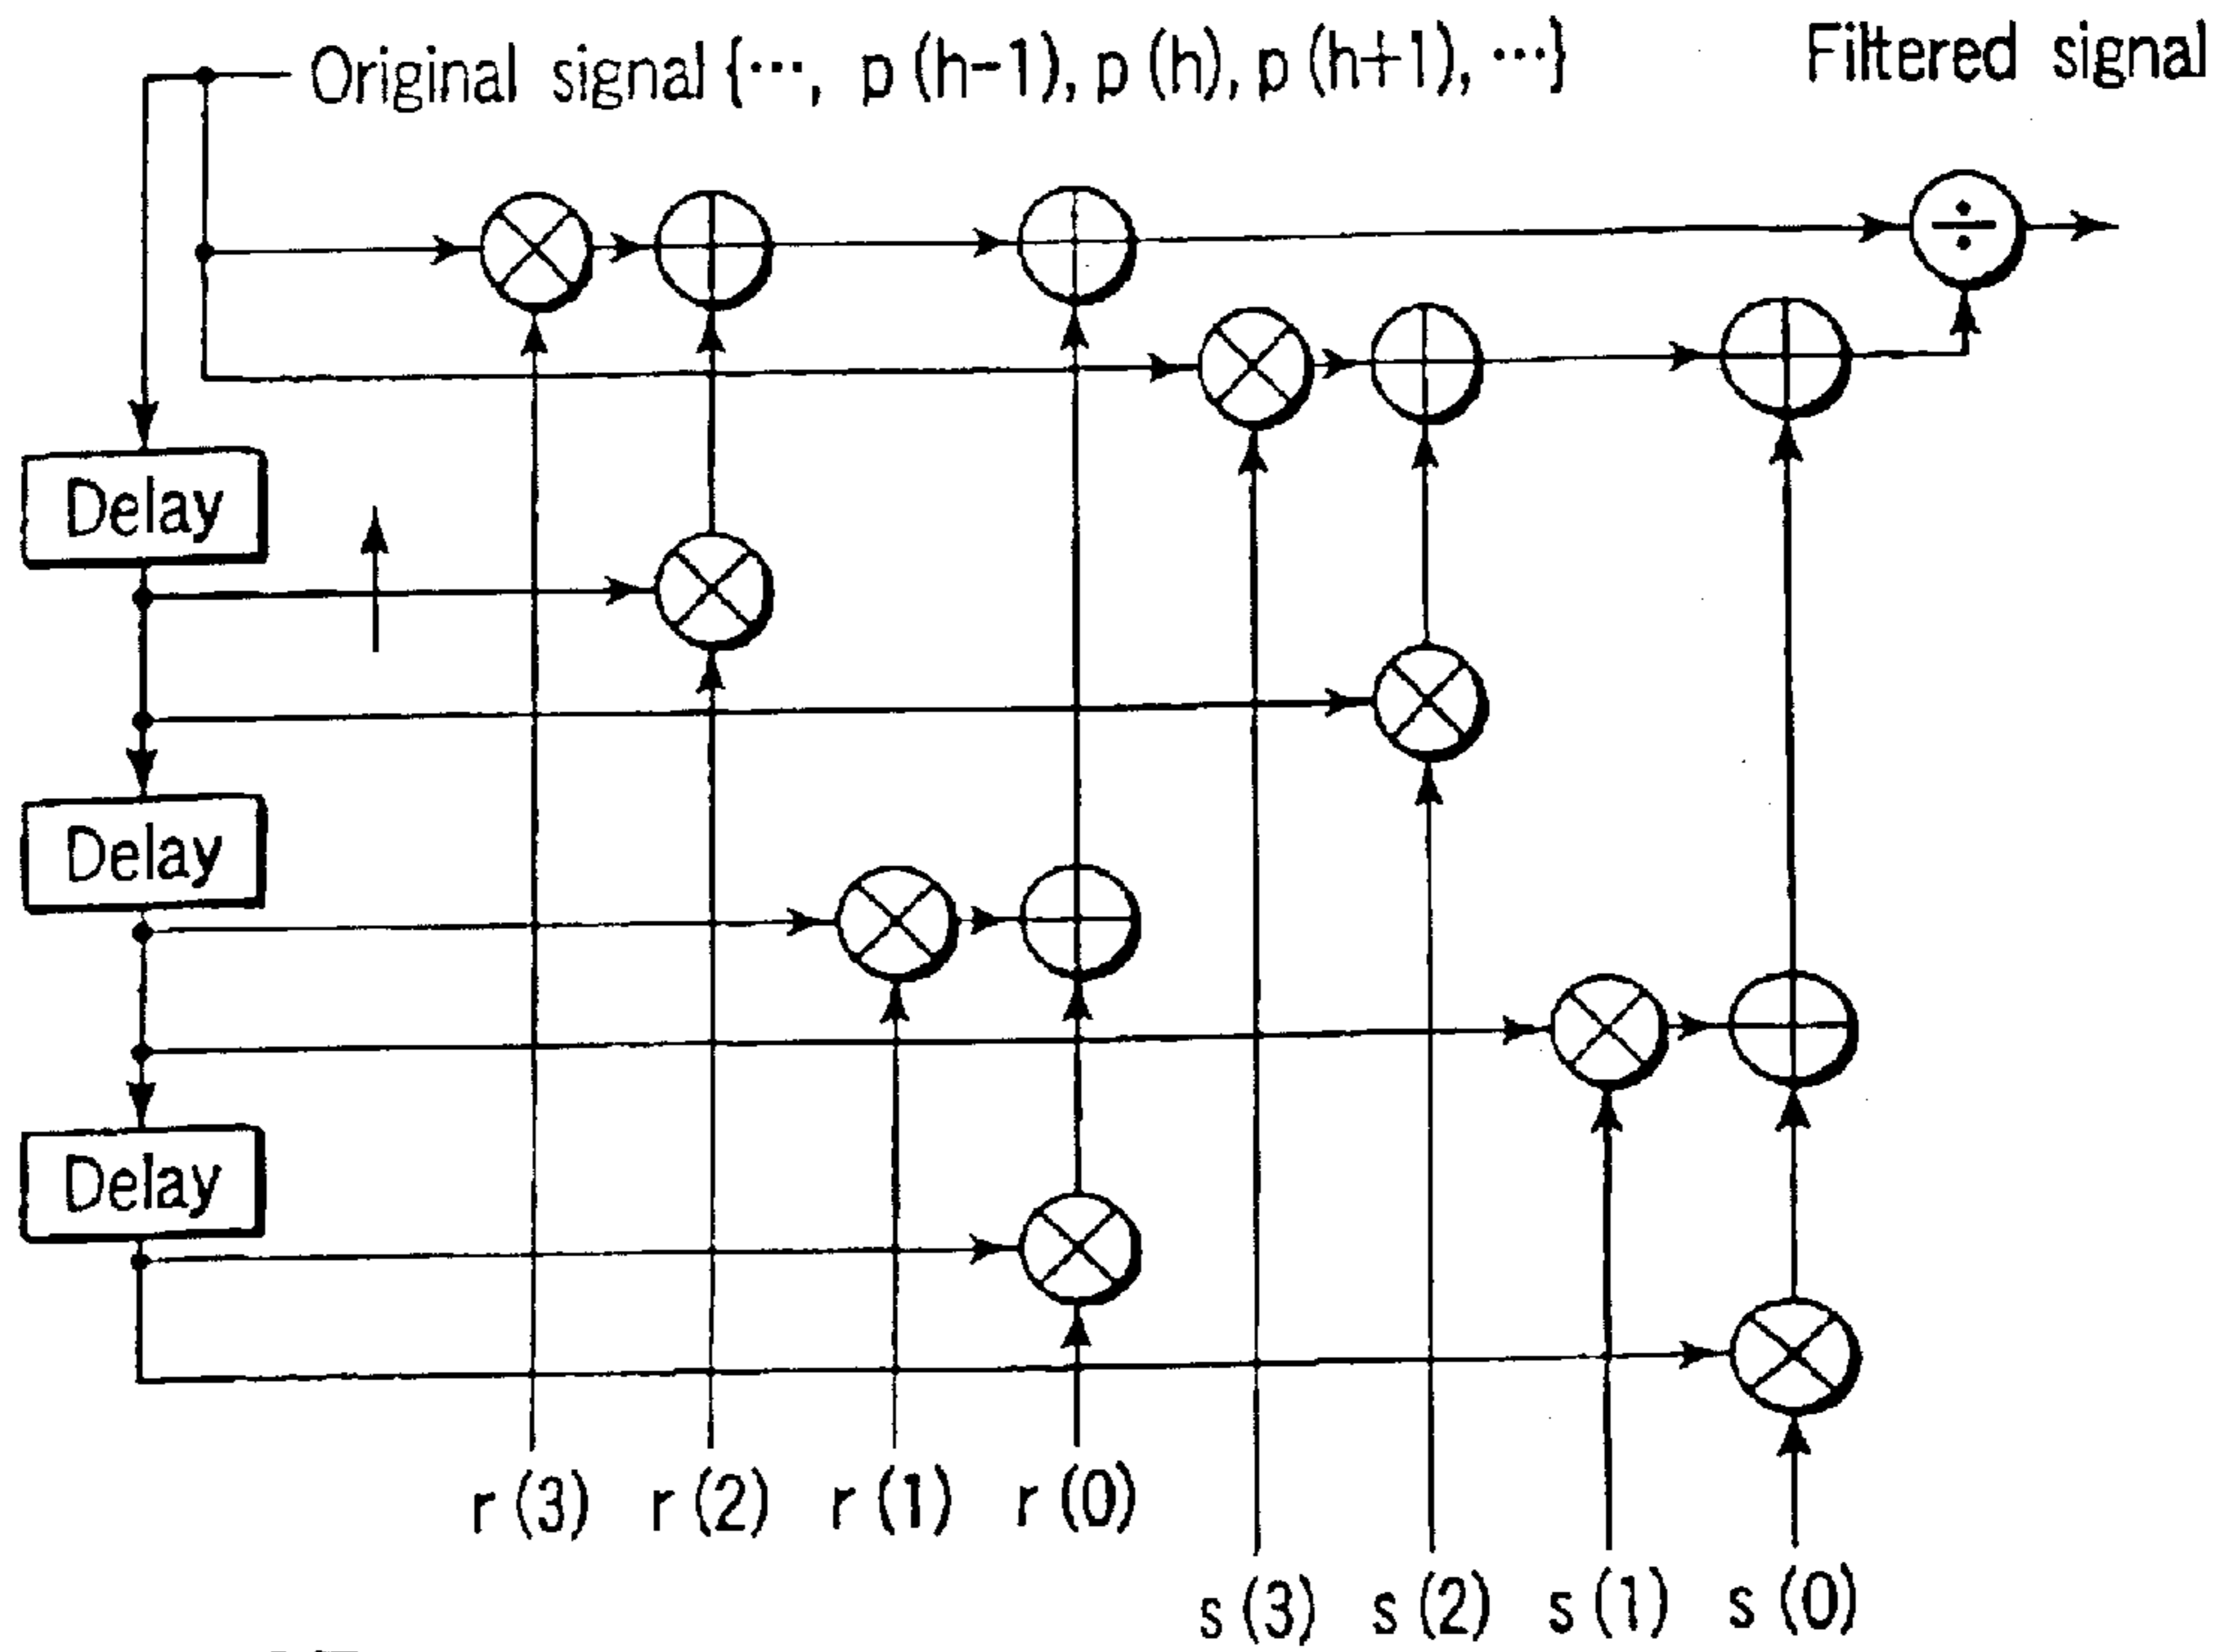 Original signal {···, p(h-1), p(h), p(h+1), ···}
Filtered signal
Delay
Delay
Delay
r(3) r(2) r(1) r(0)
s(3) s(2) s(1) s(0)